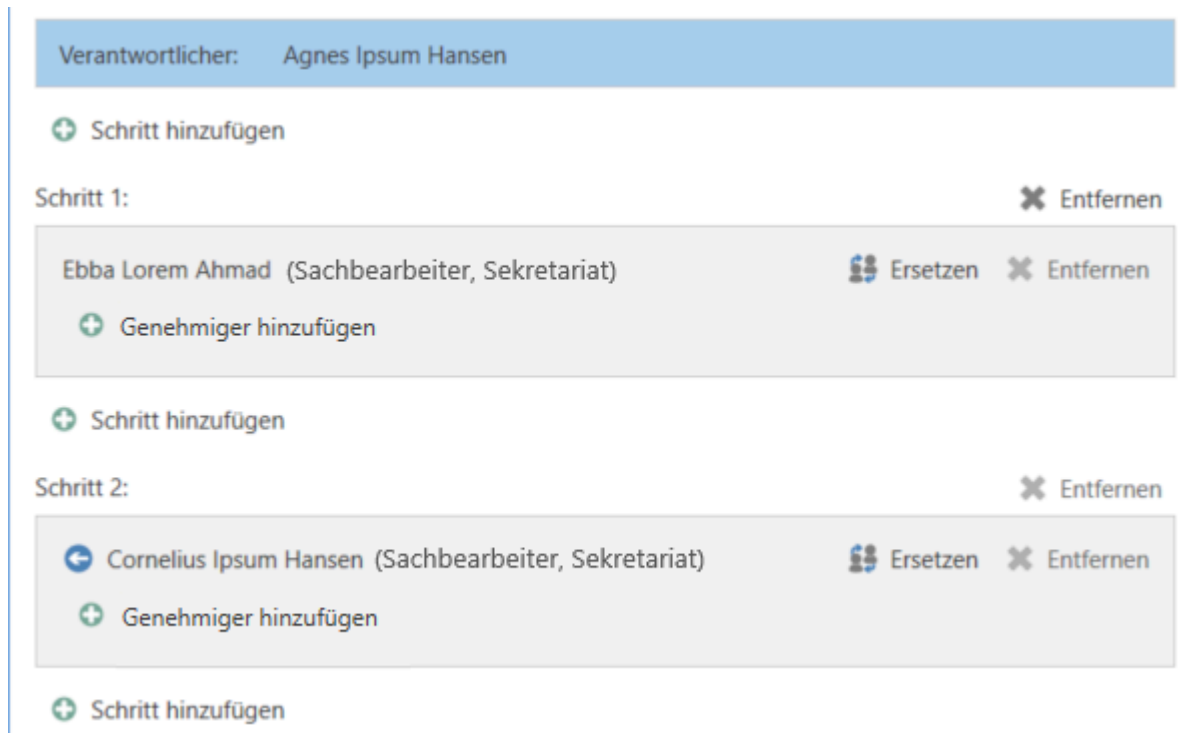 Verantwortlicher: Agnes Ipsum Hansen
Schritt hinzufügen
Schritt 1: Entfernen
Ebba Lorem Ahmad (Sachbearbeiter, Sekretariat) Ersetzen Entfernen
Genehmiger hinzufügen
Schritt hinzufügen
Schritt 2: Entfernen
Cornelius Ipsum Hansen (Sachbearbeiter, Sekretariat) Ersetzen Entfernen
Genehmiger hinzufügen
Schritt hinzufügen